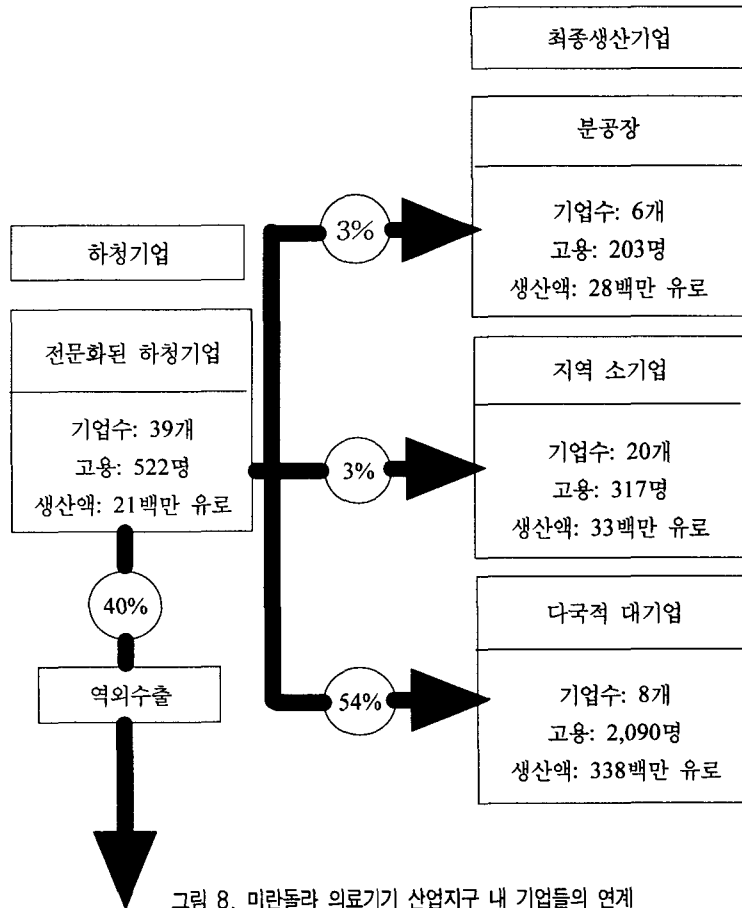 최종생산기업
분공장
기업수: 6개
고용: 203명
생산액: 28백만 유로
3%
하청기업
전문화된 하청기업
기업수: 39개
고용: 522명
생산액: 21백만 유로
40%
역외수출
지역 소기업
3%
기업수: 20개
고용: 317명
생산액: 33백만 유로
다국적 대기업
54%
기업수: 8개
고용: 2,090명
생산액: 338백만 유로
그림 8. 미란돌라 의료기기 산업지구 내 기업들의 연계